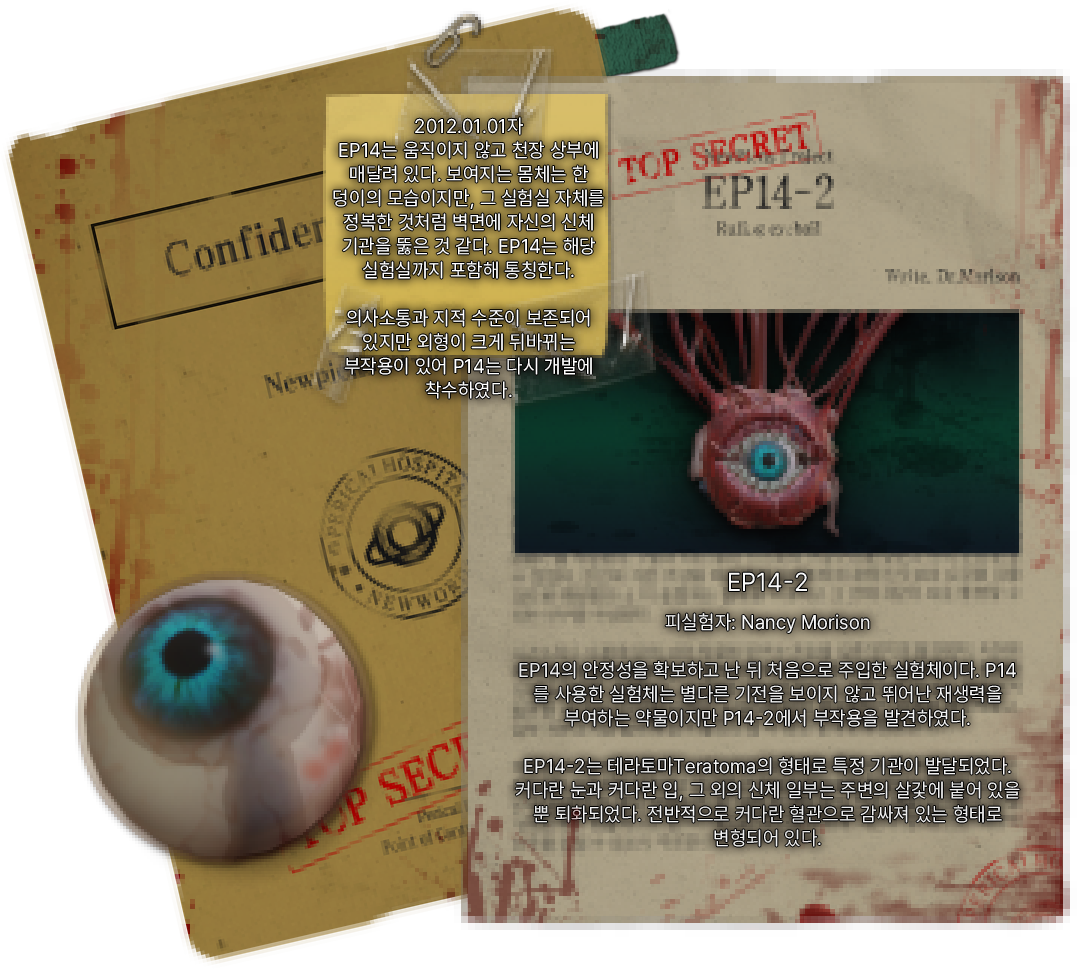 2012.01.01자
EP14는 움직이지 않고 천장 상부에
매달려 있다. 보여지는 몸체는 한
덩이의 모습이지만, 그 실험실 자체를
정복한 것처럼 벽면에 자신의 신체
기관을 뚫은 것 같다. EP14는 해당
실험실까지 포함해 통칭한다.
의사소통과 지적 수준이 보존되어
있지만 외형이 크게 뒤바뀌는
부작용이 있어 P14는 다시 개발에
착수하였다.
Confiden
TOP SECRET
EP14-2
Write. Dr.Morison
EP14-2
피실험자: Nancy Morison
EP14의 안정성을 확보하고 난 뒤 처음으로 주입한 실험체이다. P14
를 사용한 실험체는 별다른 기전을 보이지 않고 뛰어난 재생력을
부여하는 약물이지만 P14-2에서 부작용을 발견하였다.
EP14-2는 테라토마Teratoma의 형태로 특정 기관이 발달되었다.
커다란 눈과 커다란 입, 그 외의 신체 일부는 주변의 살갗에 붙어 있을
뿐 퇴화되었다. 전반적으로 커다란 혈관으로 감싸져 있는 형태로
변형되어 있다.
TOP SECR
Point of